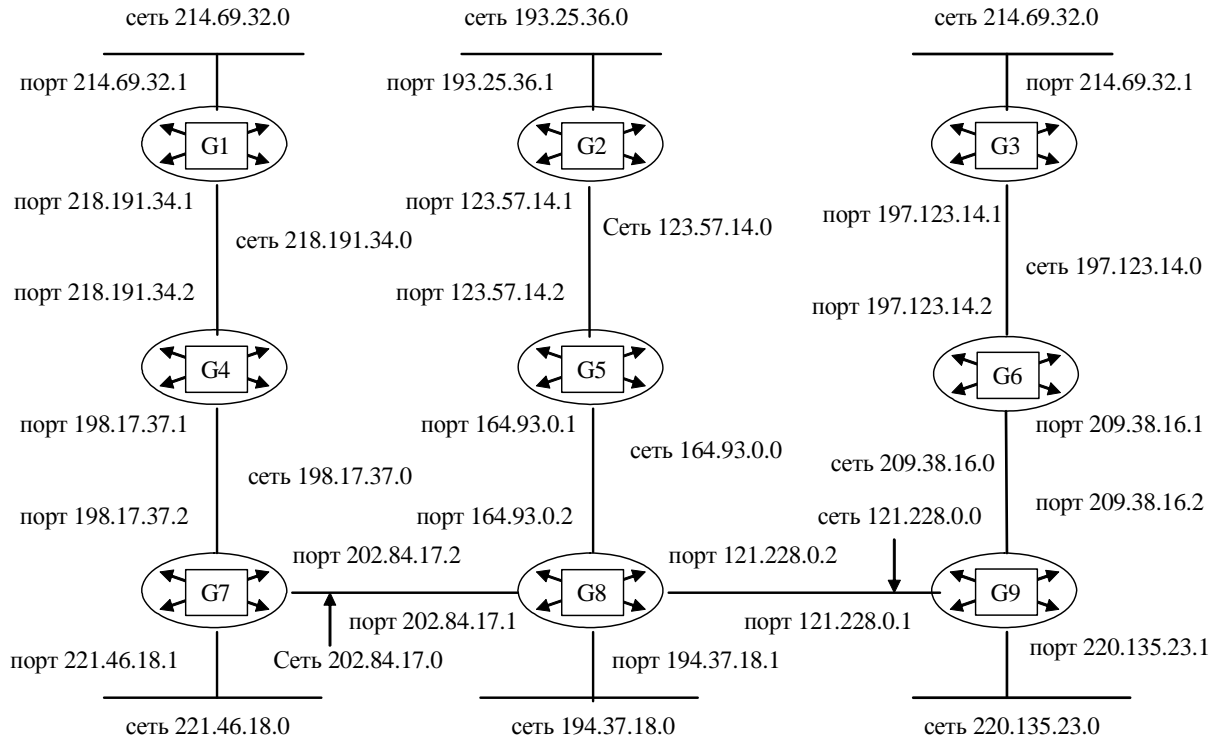 сеть 214.69.32.0
сеть 193.25.36.0
сеть 214.69.32.0
порт 214.69.32.1
порт 193.25.36.1
порт 214.69.32.1
G1
G2
G3
порт 218.191.34.1
порт 123.57.14.1
порт 197.123.14.1
сеть 218.191.34.0
Сеть 123.57.14.0
сеть 197.123.14.0
порт 218.191.34.2
порт 123.57.14.2
порт 197.123.14.2
G4
G5
G6
порт 198.17.37.1
порт 164.93.0.1
порт 209.38.16.1
сеть 198.17.37.0
сеть 164.93.0.0
сеть 209.38.16.0
порт 198.17.37.2
порт 164.93.0.2
сеть 121.228.0.0
порт 209.38.16.2
порт 202.84.17.2
порт 121.228.0.2
G7
G8
G9
порт 202.84.17.1
порт 121.228.0.1
порт 221.46.18.1
Сеть 202.84.17.0
порт 194.37.18.1
порт 220.135.23.1
сеть 221.46.18.0
сеть 194.37.18.0
сеть 220.135.23.0